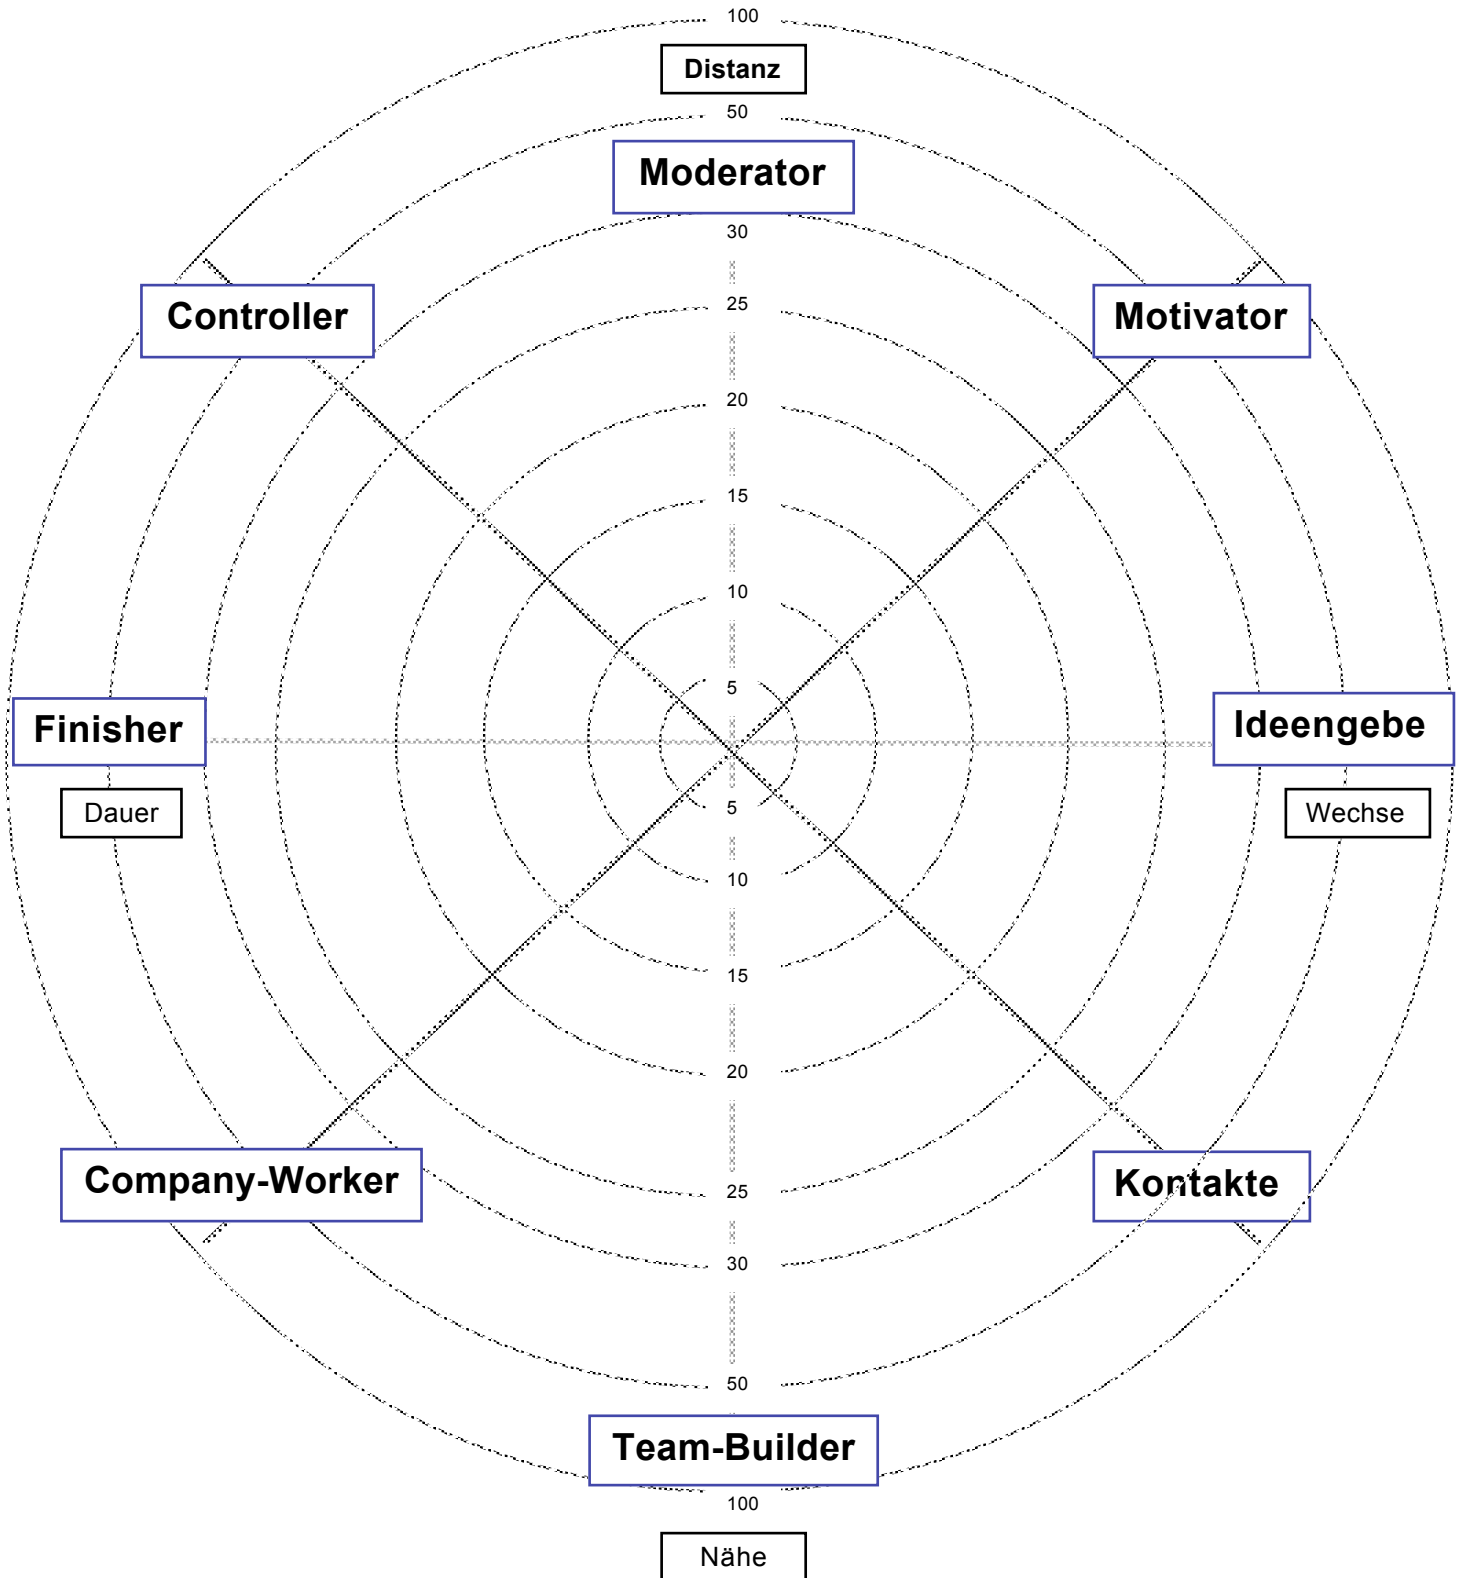 100
Distanz
50
Moderator
30
Controller
25
Motivator
20
15
10
5
Finisher
Ideengebe
Dauer
5
Wechse
10
15
20
Company-Worker
25
Kontakte
30
50
Team-Builder
100
Nähe